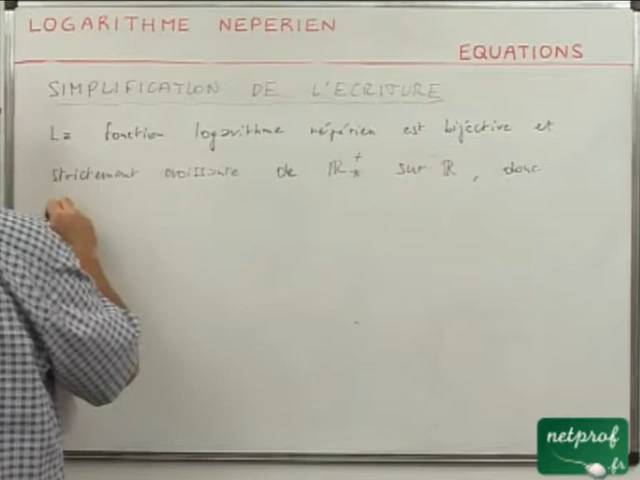 LOGARITHME NEPERIEN
EQUATIONS
SIMPLIFICATION DE L'ECRITURE
La fonction logarithme népérien est bijective et
strictement croissante de ℝ⁺⁎ sur ℝ, donc
netprof
.fr